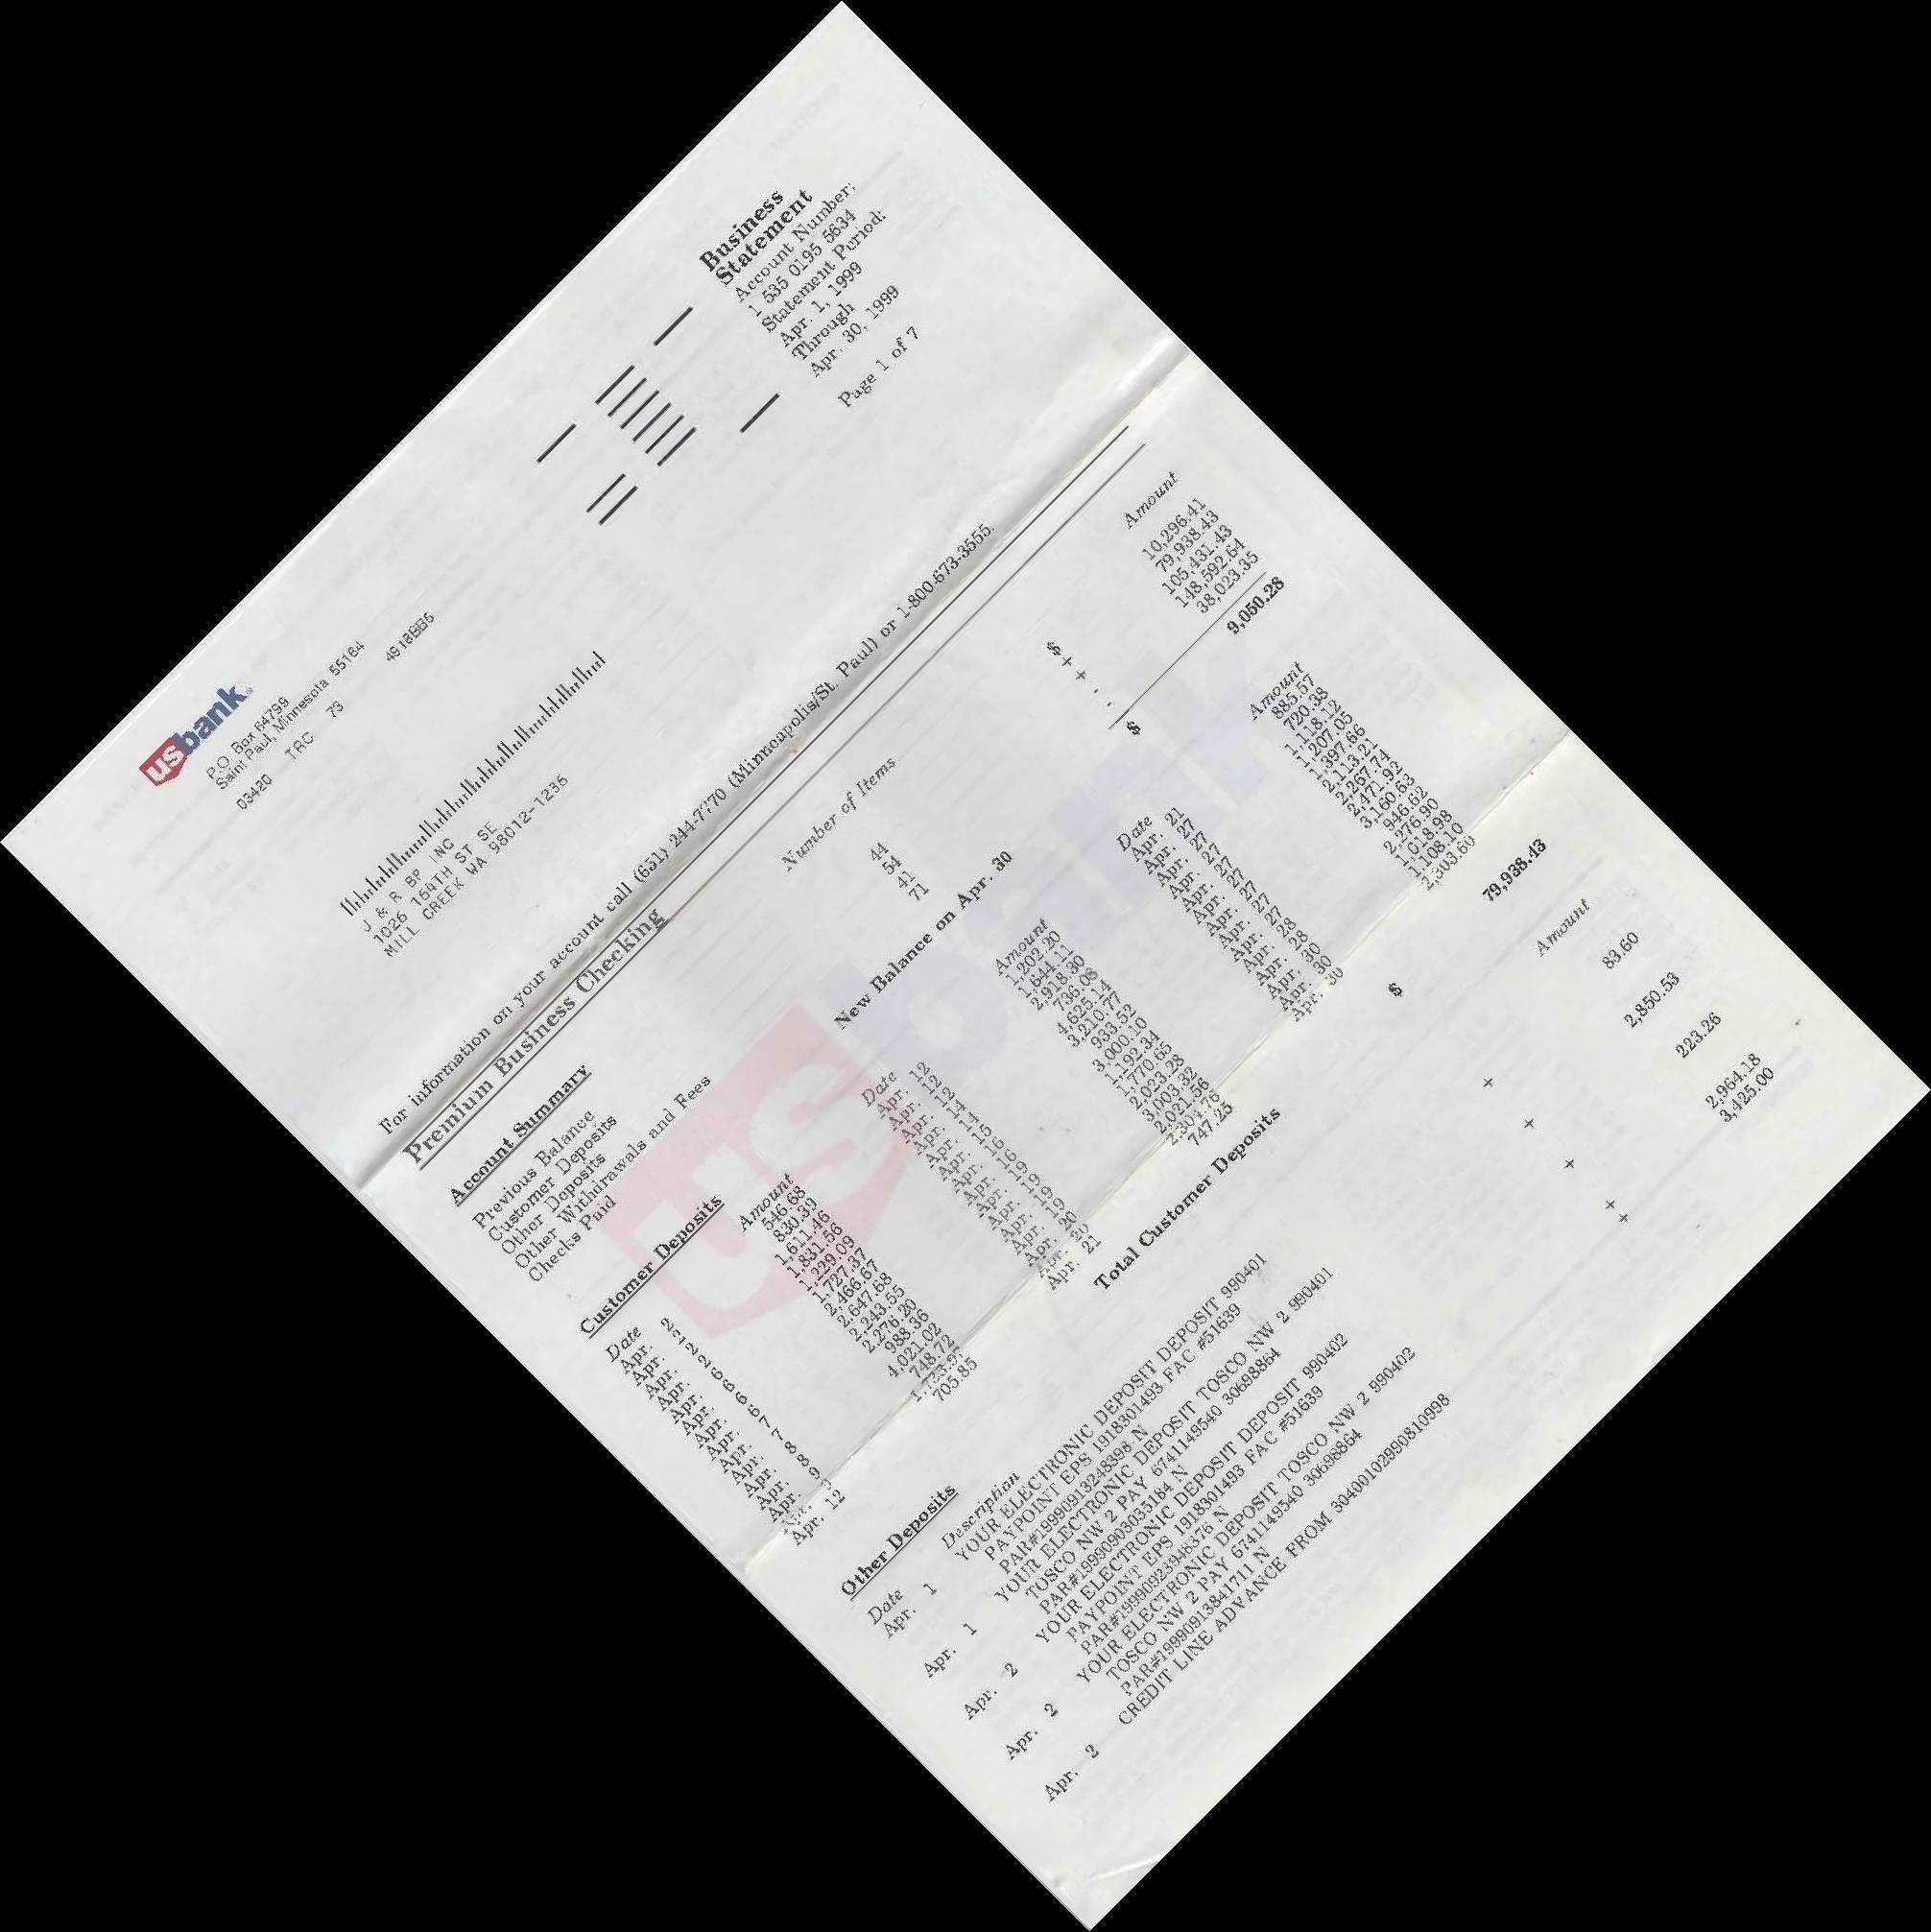 usbank
P.O. Box 64799
Saint Paul, Minnesota 55164
03420 TRC 73 4918BB5
J & R BP INC
1026 164TH ST SE
MILL CREEK WA 98012-1236
Business
Statement
Account Number:
1 535 0195 5634
Statement Period:
Apr. 1, 1999
Through
Apr. 30, 1999
Page 1 of 7
For information on your account call (651) 244-7770 (Minneapolis/St. Paul) or 1-800-673-3555.
Premium Business Checking
Account Summary
Number of Items Amount
Previous Balance $ 10,296.41
Customer Deposits 44 + 79,938.43
Other Deposits 54 + 105,431.43
Other Withdrawals and Fees 41 - 148,592.64
Checks Paid 71 - 38,023.35
New Balance on Apr. 30 $ 9,050.28
Customer Deposits
Date Amount Date Amount Date Amount
Apr. 2 546.68 Apr. 12 1,202.20 Apr. 21 885.57
Apr. 830.39 Apr. 12 1,644.11 Apr. 27 720.38
Apr. 2 1,611.46 Apr. 12 2,918.30 Apr. 27 1,118.12
Apr. 2 1,831.56 Apr. 14 736.08 Apr. 27 1,207.05
Apr. 6 1,229.09 Apr. 14 4,625.14 Apr. 27 1,397.66
Apr. 6 1,727.37 Apr. 15 3,210.77 Apr. 27 2,113.21
Apr. 6 2,466.67 Apr. 16 933.52 Apr. 27 2,267.74
Apr. 6 2,647.68 Apr. 16 3,000.10 Apr. 27 2,471.92
Apr. 7 2,243.55 Apr. 19 1,192.34 Apr. 27 3,160.53
Apr. 7 2,276.20 Apr. 19 1,770.65 Apr. 28 946.62
Apr. 8 988.36 Apr. 19 2,023.28 Apr. 28 2,276.90
Apr. 8 4,021.02 Apr. 19 3,003.32 Apr. 30 1,018.98
Apr. 9 748.72 Apr. 20 2,021.56 Apr. 30 1,108.10
Apr. 9 Apr. 20 2,304.76 Apr. 30 2,303.60
Apr. 12 705.85 Apr. 21 747.25
Total Customer Deposits $ 79,938.43
Other Deposits
Date Description Amount
Apr. 1 YOUR ELECTRONIC DEPOSIT DEPOSIT 990401 83.60
PAYPOINT EPS 1918301493 FAC #51639
PAR#19990913248398 N
Apr. 1 YOUR ELECTRONIC DEPOSIT TOSCO NW 2 990401 + 2,850.53
TOSCO NW 2 PAY 6741149540 30698864
PAR#19990903035184 N
Apr. 2 YOUR ELECTRONIC DEPOSIT DEPOSIT 990402 + 223.26
PAYPOINT EPS 1918301493 FAC #51639
PAR#19990923948376 N
Apr. 2 YOUR ELECTRONIC DEPOSIT TOSCO NW 2 990402 + 2,964.18
TOSCO NW 2 PAY 6741149540 30698864
PAR#19990913841711 N
Apr. 2 CREDIT LINE ADVANCE FROM 30400102990810998 + 3,425.00